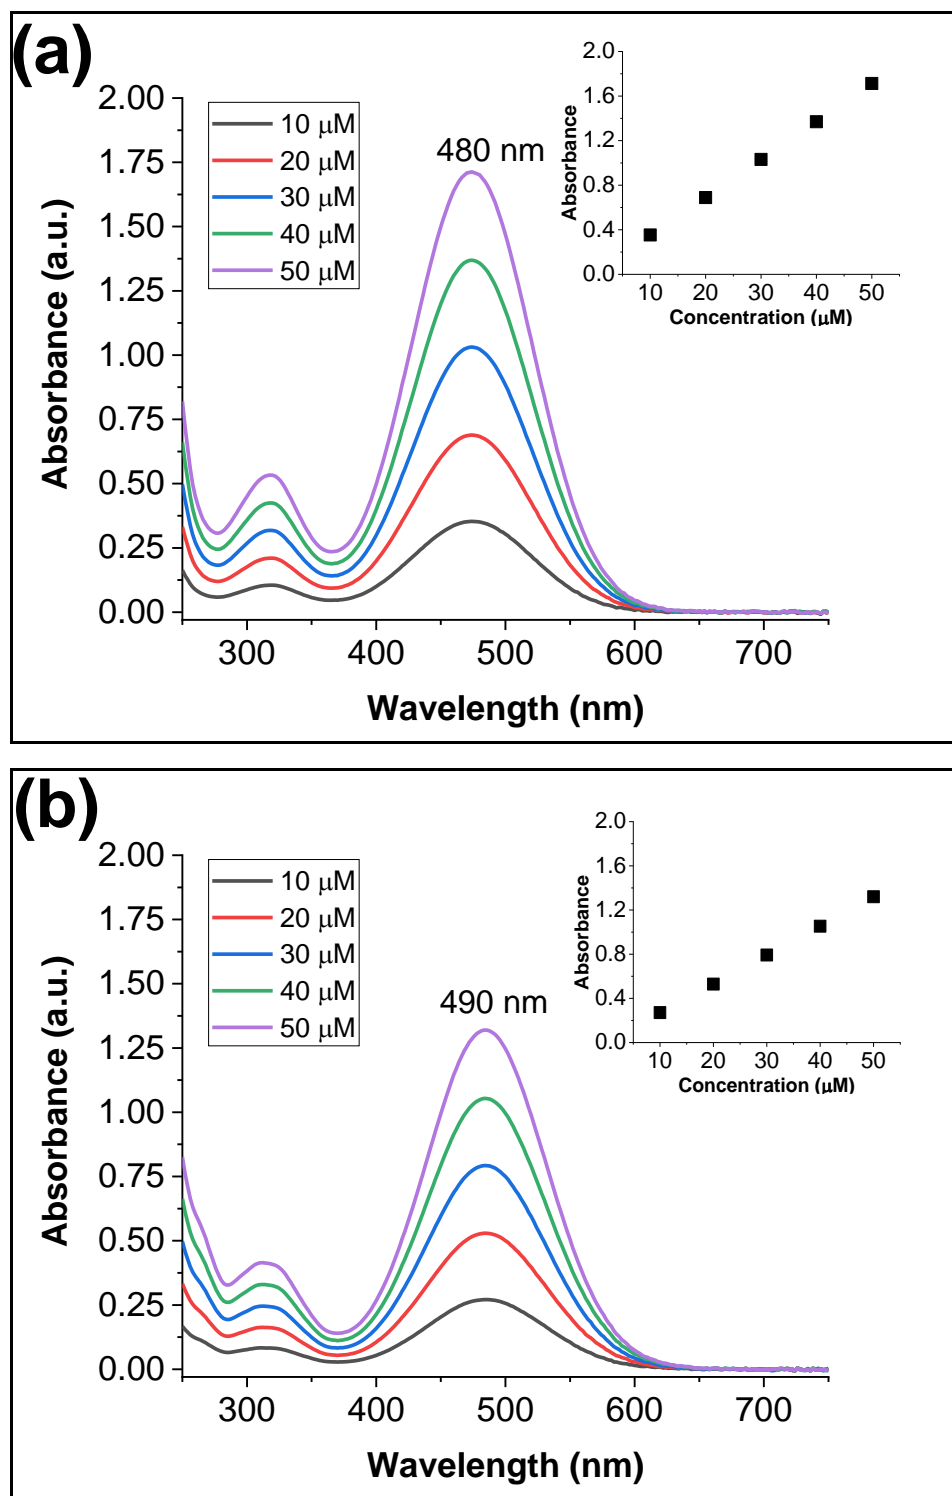 (a)
2.00
1.75
1.50
1.25
1.00
0.75
0.50
0.25
0.00
Absorbance (a.u.)
10 μM
20 μM
30 μM
40 μM
50 μM
480 nm
2.0
1.6
1.2
0.8
0.4
0.0
Absorbance
10 20 30 40 50
Concentration (μM)
300 400 500 600 700
Wavelength (nm)
(b)
2.00
1.75
1.50
1.25
1.00
0.75
0.50
0.25
0.00
Absorbance (a.u.)
10 μM
20 μM
30 μM
40 μM
50 μM
490 nm
2.0
1.6
1.2
0.8
0.4
0.0
Absorbance
10 20 30 40 50
Concentration (μM)
300 400 500 600 700
Wavelength (nm)